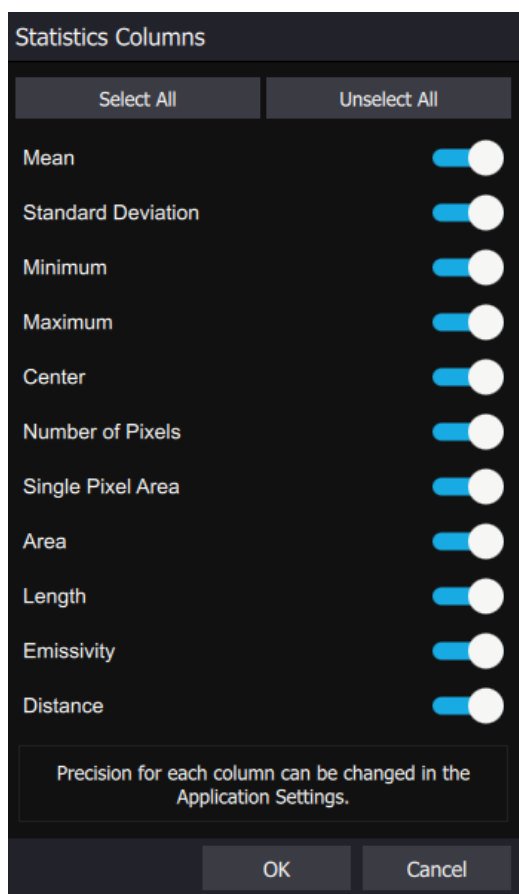 Statistics Columns
Select All
Unselect All
Mean
Standard Deviation
Minimum
Maximum
Center
Number of Pixels
Single Pixel Area
Area
Length
Emissivity
Distance
Precision for each column can be changed in the
Application Settings.
OK
Cancel